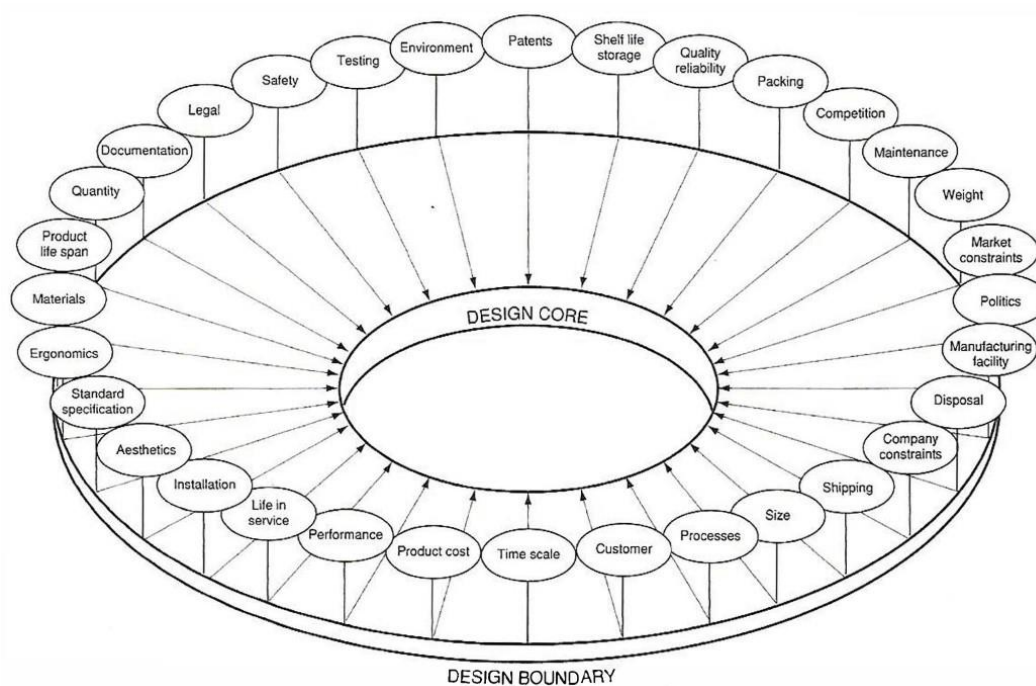 Patents
Shelf life
storage
Quality
reliability
Packing
Competition
Maintenance
Weight
Market
constraints
Politics
Manufacturing
facility
Disposal
Company
constraints
Shipping
Size
Processes
Customer
Time scale
Product cost
Performance
Life in
service
Installation
Aesthetics
Standard
specification
Ergonomics
Materials
Product
life span
Quantity
Documentation
Legal
Safety
Testing
Environment
DESIGN CORE
DESIGN BOUNDARY